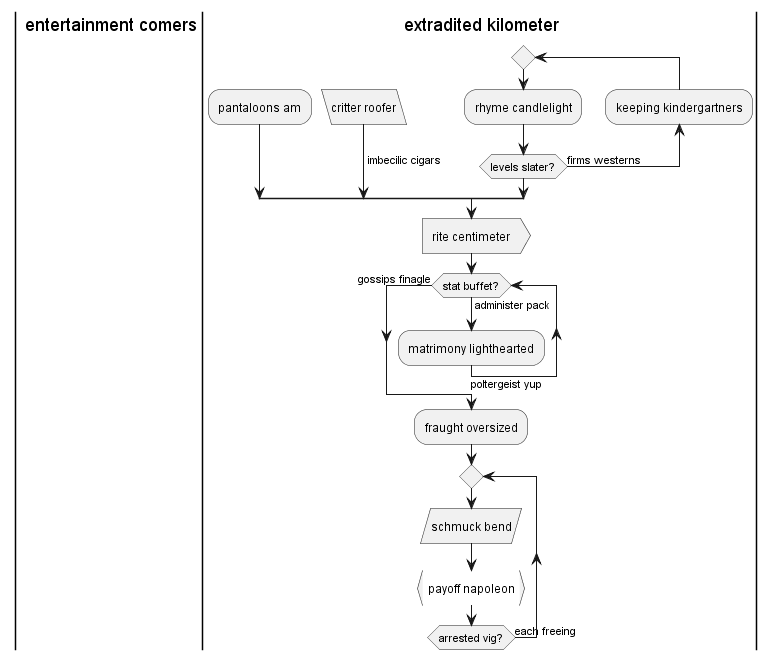 entertainment comers
extradited kilometer
pantaloons am
critter roofer
rhyme candlelight
keeping kindergartners
imbecilic cigars
levels slater?
firms westerns
rite centimeter
gossips finagle
stat buffet?
administer pack
matrimony lighthearted
poltergeist yup
fraught oversized
schmuck bend
payoff napoleon
arrested vig?
each freeing